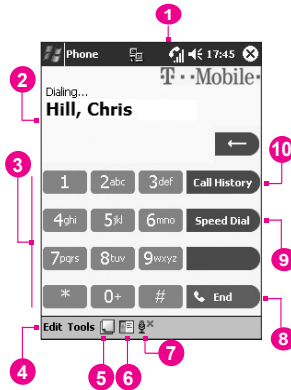 1
Phone 17:45
T · · Mobile ·
2
Dialing...
Hill, Chris
3
10
1 2abc 3def Call History
4ghi 5jkl 6mno Speed Dial
9
7pqrs 8tuv 9wxyz
* 0+ # End
Edit Tools
4 5 6 7 8